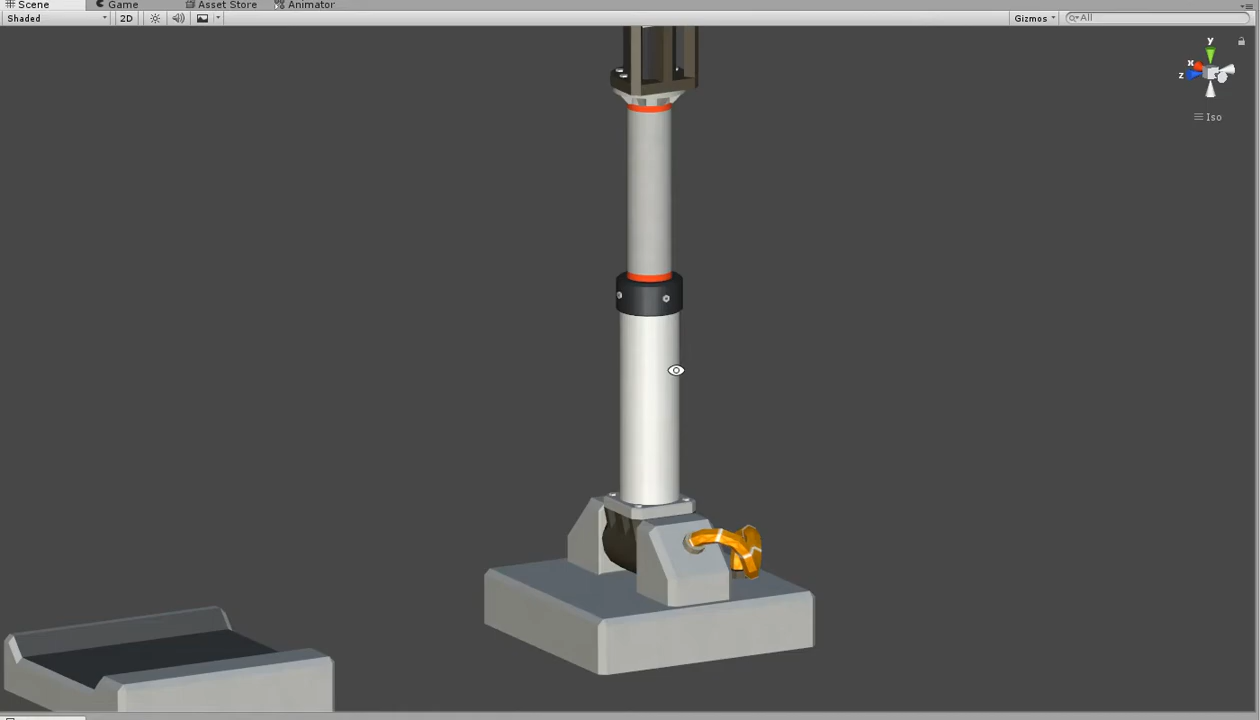 Scene Game Asset Store Animator
Shaded 2D Gizmos All
y
x
z
Iso